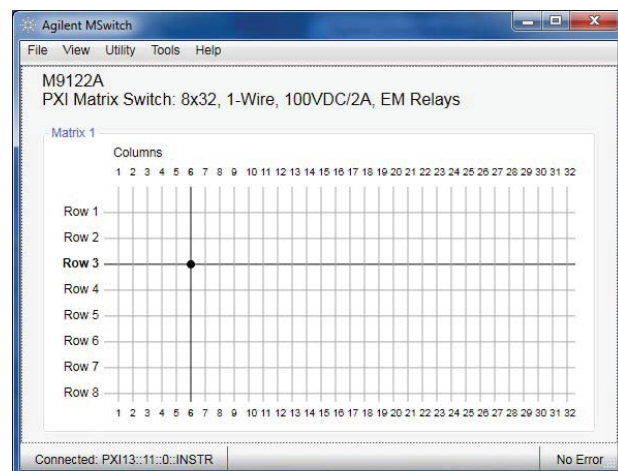 Agilent MSwitch
File View Utility Tools Help
M9122A
PXI Matrix Switch: 8x32, 1-Wire, 100VDC/2A, EM Relays
Matrix 1
Columns
1 2 3 4 5 6 7 8 9 10 11 12 13 14 15 16 17 18 19 20 21 22 23 24 25 26 27 28 29 30 31 32
Row 1
Row 2
Row 3
Row 4
Row 5
Row 6
Row 7
Row 8
1 2 3 4 5 6 7 8 9 10 11 12 13 14 15 16 17 18 19 20 21 22 23 24 25 26 27 28 29 30 31 32
Connected: PXI13::11::0::INSTR No Error